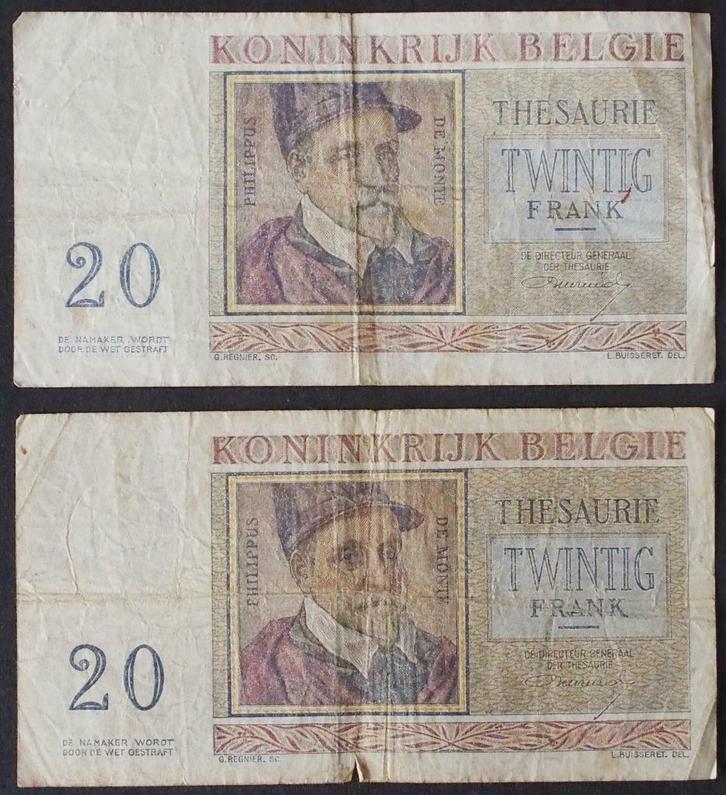 KONINKRIJK BELGIE
PHILIPPUS
DE MONTE
THESAURIE
TWINTIG
FRANK
DE DIRECTEUR GENERAAL
DER THESAURIE
20
DE NAMAKER WORDT
DOOR DE WET GESTRAFT
G. REGNIER. SC.
L. BUISSERET. DEL.
KONINKRIJK BELGIE
PHILIPPUS
DE MONTE
THESAURIE
TWINTIG
FRANK
DE DIRECTEUR GENERAAL
DER THESAURIE
20
DE NAMAKER WORDT
DOOR DE WET GESTRAFT
G. REGNIER. SC.
L. BUISSERET. DEL.